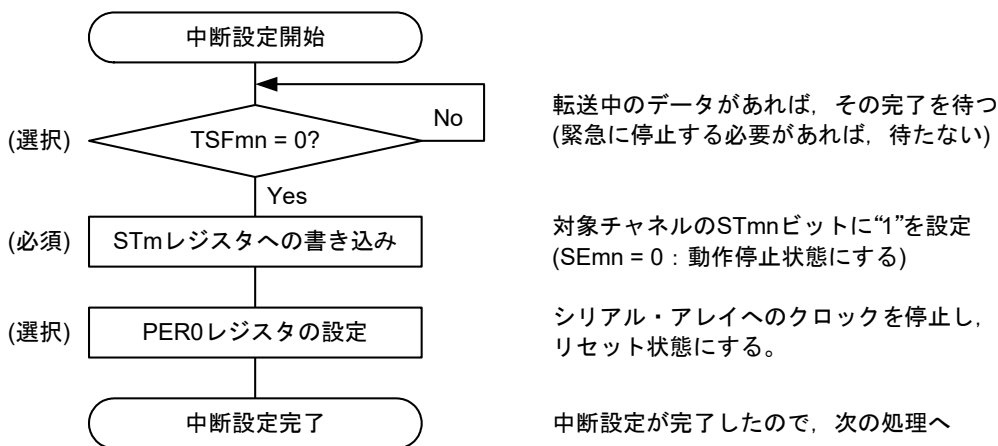 中断設定開始
No
転送中のデータがあれば，その完了を待つ
(選択)
TSFmn = 0?
(緊急に停止する必要があれば，待たない)
Yes
(必須)
STmレジスタへの書き込み
対象チャネルのSTmnビットに“1”を設定
(SEmn = 0：動作停止状態にする)
(選択)
PER0レジスタの設定
シリアル・アレイへのクロックを停止し，
リセット状態にする。
中断設定完了
中断設定が完了したので，次の処理へ